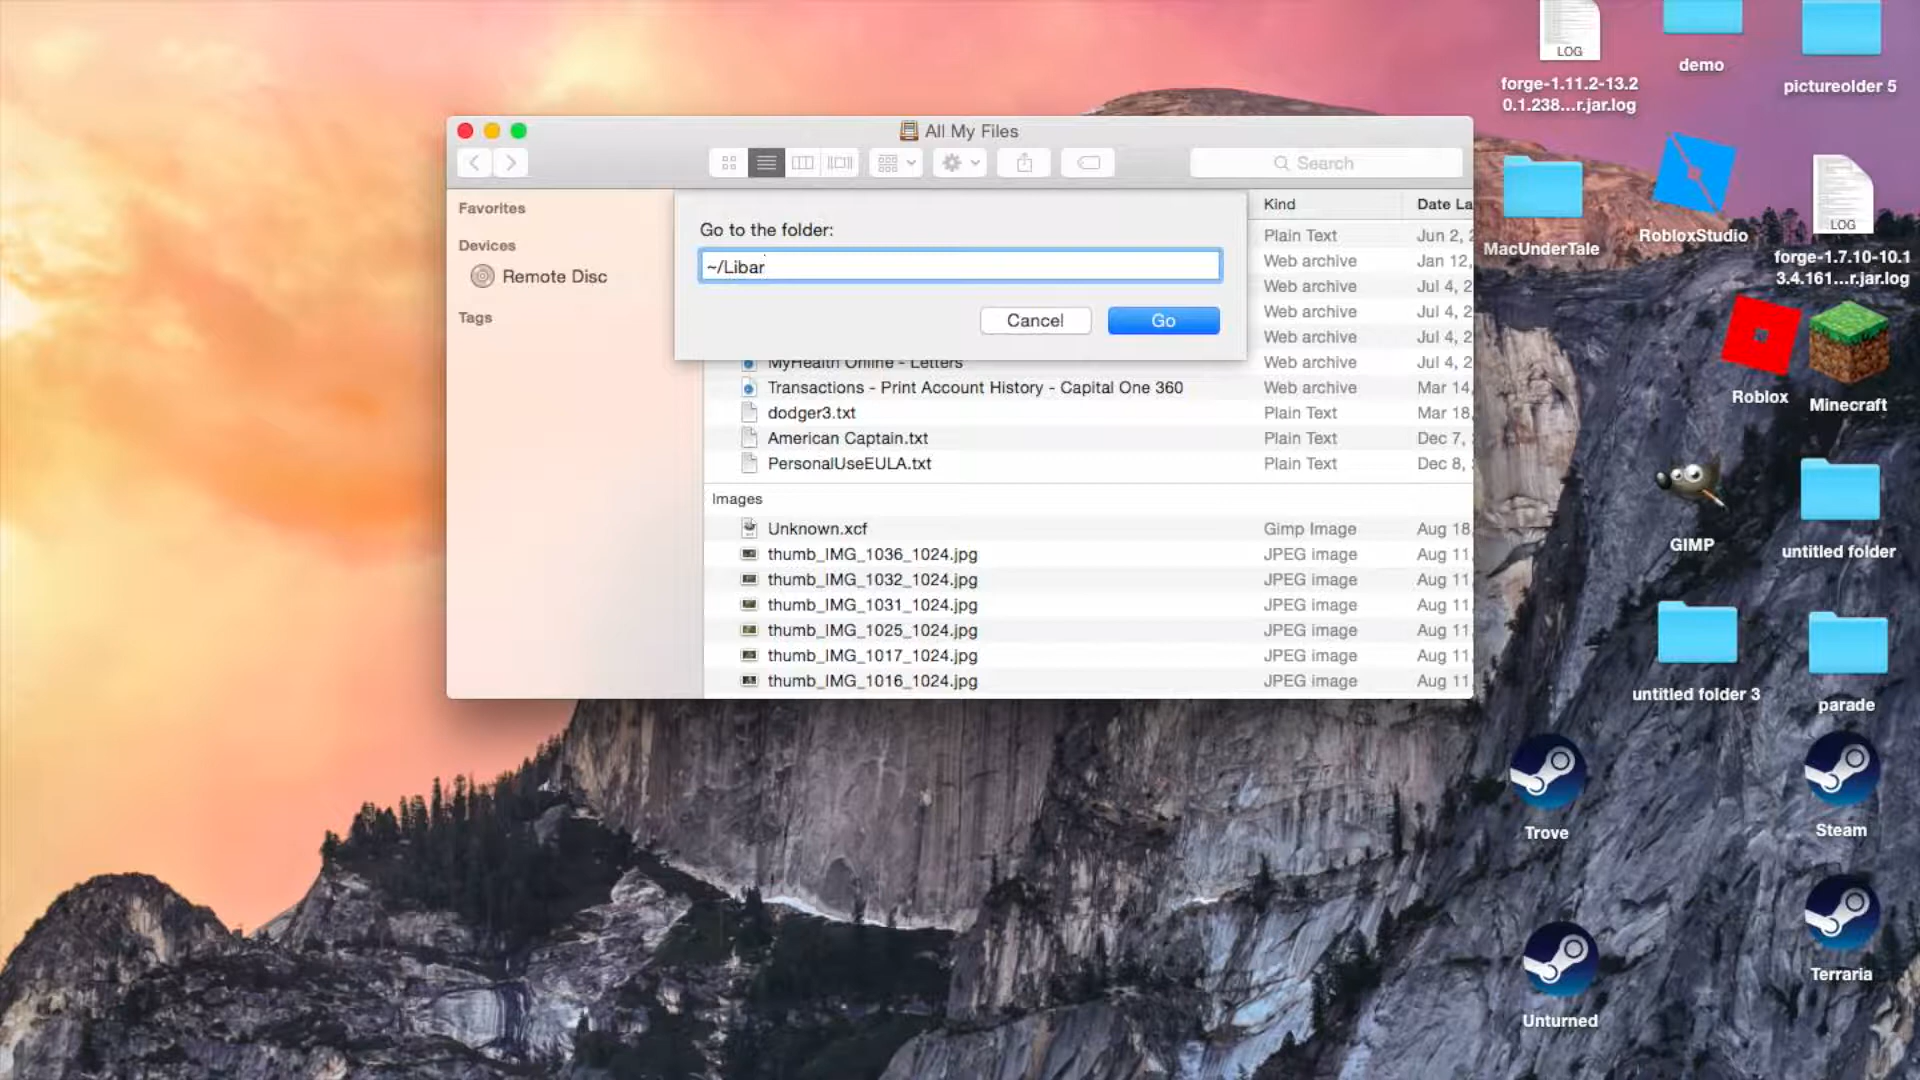 All My Files
Search
Favorites
Devices
Remote Disc
Tags
Go to the folder:
~/Libar
Cancel
Go
Kind
Date La
Plain Text
Jun 2, 2
Web archive
Jan 12,
Web archive
Jul 4, 2
Web archive
Jul 4, 2
Web archive
Jul 4, 2
MyHealth Online - Letters
Web archive
Jul 4, 2
Transactions - Print Account History - Capital One 360
Web archive
Mar 14,
dodger3.txt
Plain Text
Mar 18,
American Captain.txt
Plain Text
Dec 7,
PersonalUseEULA.txt
Plain Text
Dec 8,
Images
Unknown.xcf
Gimp Image
Aug 18
thumb_IMG_1036_1024.jpg
JPEG image
Aug 11
thumb_IMG_1032_1024.jpg
JPEG image
Aug 11
thumb_IMG_1031_1024.jpg
JPEG image
Aug 11
thumb_IMG_1025_1024.jpg
JPEG image
Aug 11
thumb_IMG_1017_1024.jpg
JPEG image
Aug 11
thumb_IMG_1016_1024.jpg
JPEG image
Aug 11
LOG
forge-1.11.2-13.2
0.1.238...r.jar.log
demo
pictureolder 5
MacUnderTale
RobloxStudio
LOG
forge-1.7.10-10.1
3.4.161...r.jar.log
Roblox
Minecraft
GIMP
untitled folder
untitled folder 3
parade
Trove
Steam
Unturned
Terraria